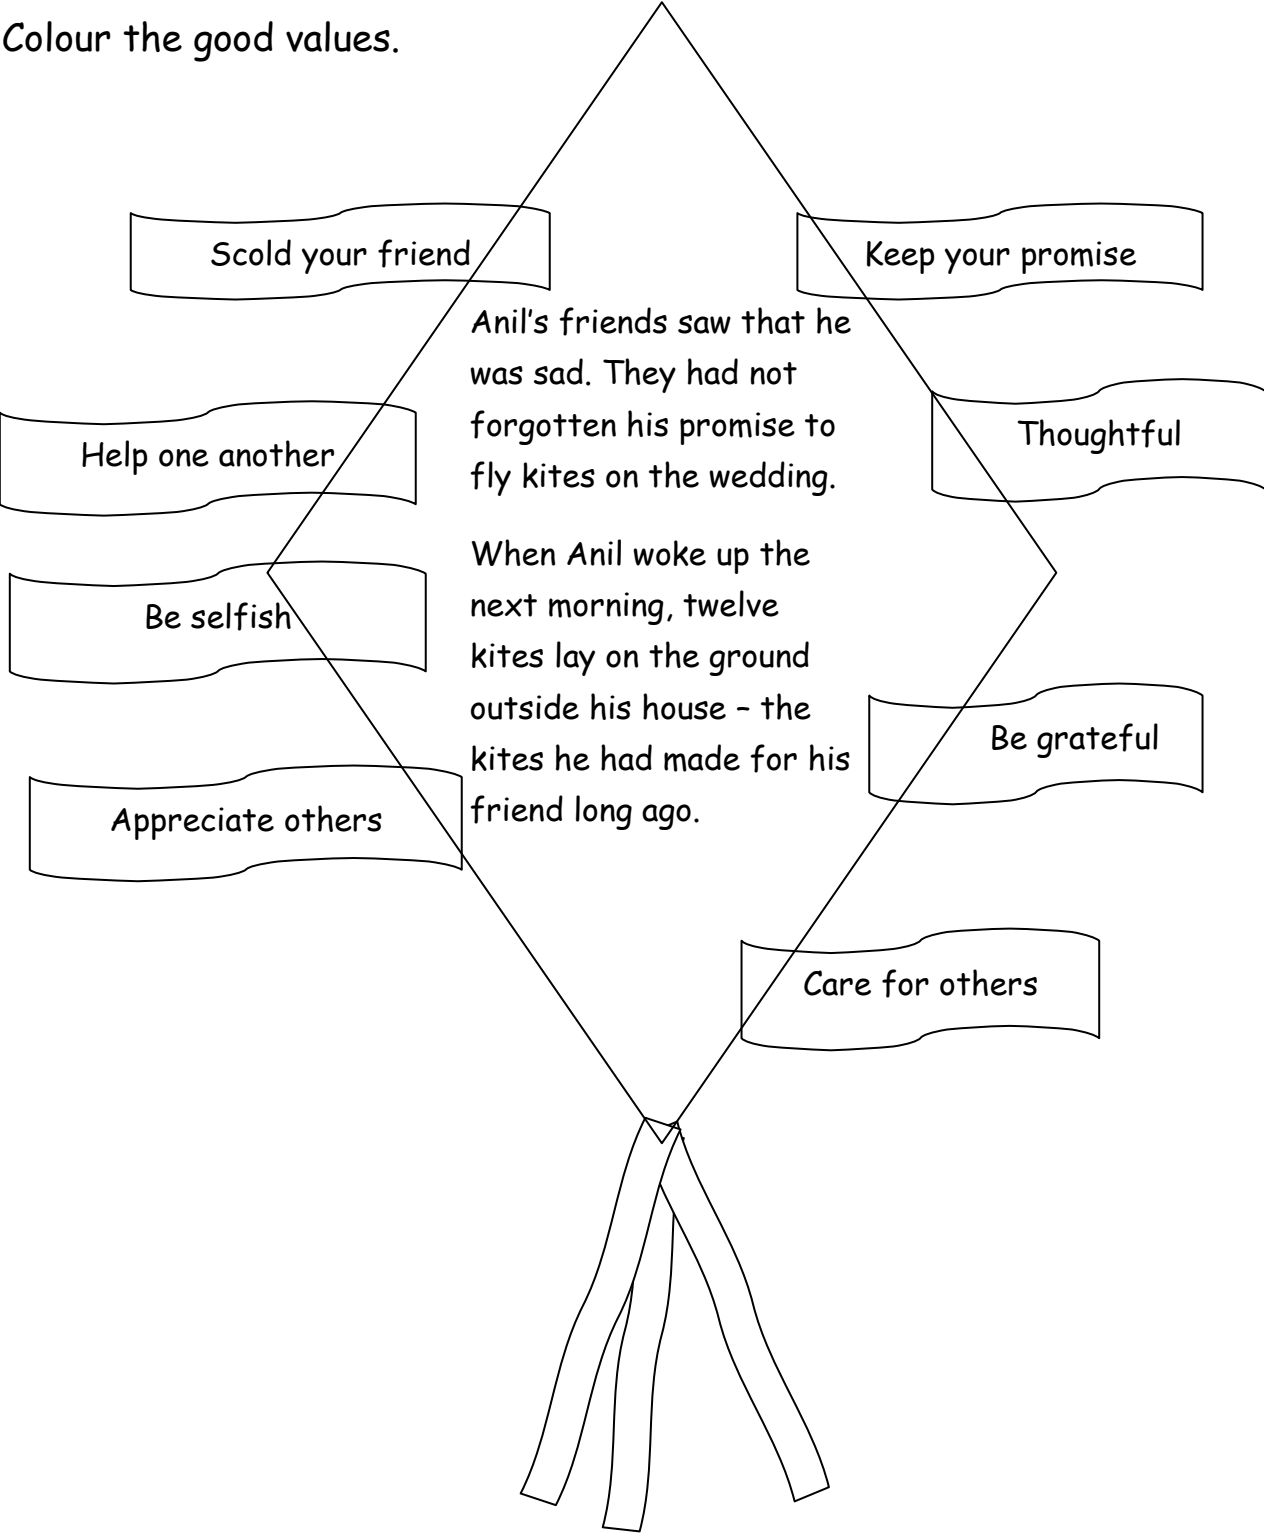 Colour the good values.
Scold your friend
Keep your promise
Anil’s friends saw that he
was sad. They had not
forgotten his promise to
fly kites on the wedding.
Thoughtful
Help one another
When Anil woke up the
next morning, twelve
kites lay on the ground
outside his house – the
kites he had made for his
friend long ago.
Be selfish
Be grateful
Appreciate others
Care for others